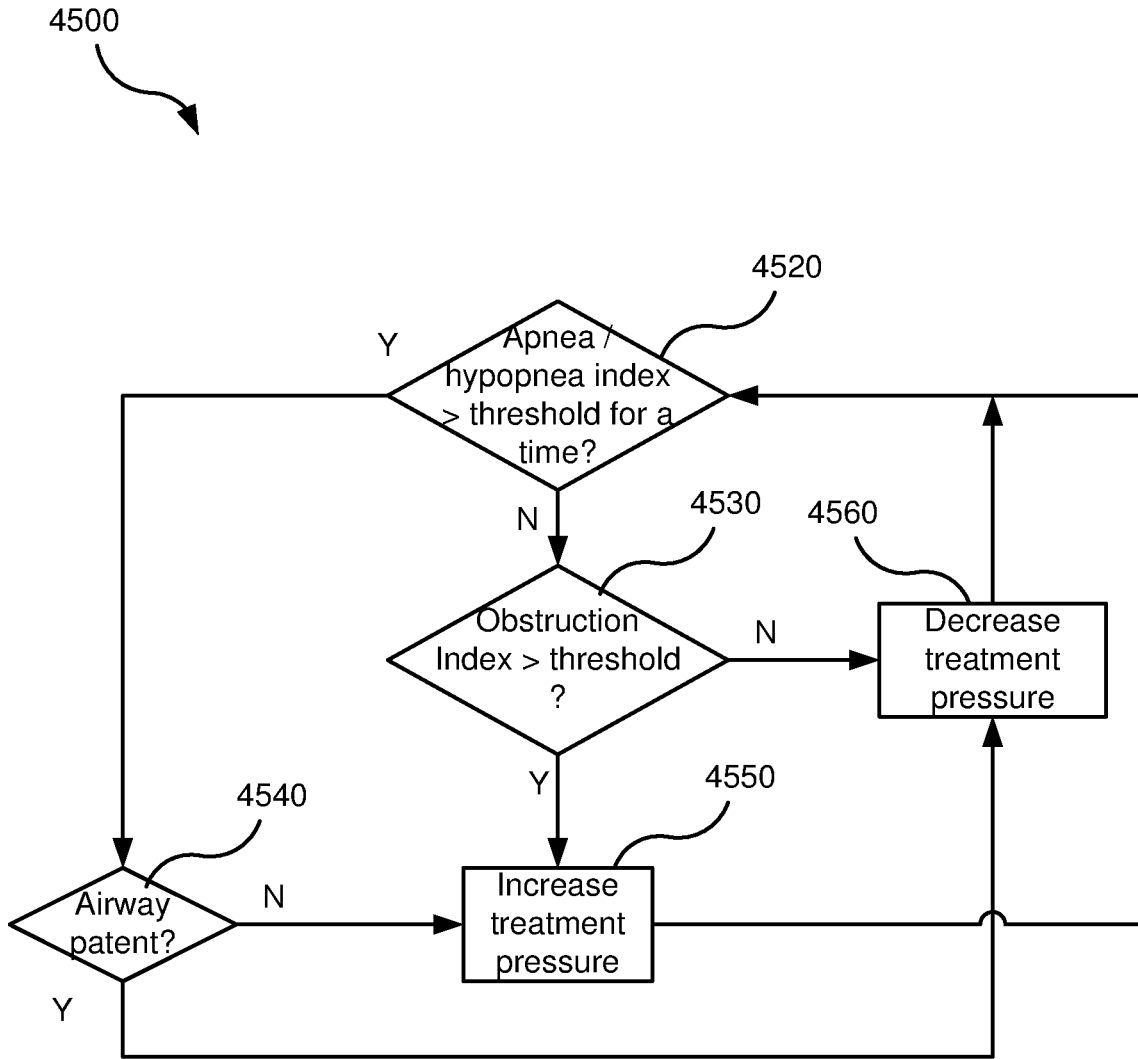 4500
4520
Y
Apnea /
hypopnea index
> threshold for a
time?
N
4530
4560
Obstruction
Index > threshold
?
N
Decrease
treatment
pressure
Y
4550
4540
Airway
patent?
N
Increase
treatment
pressure
Y